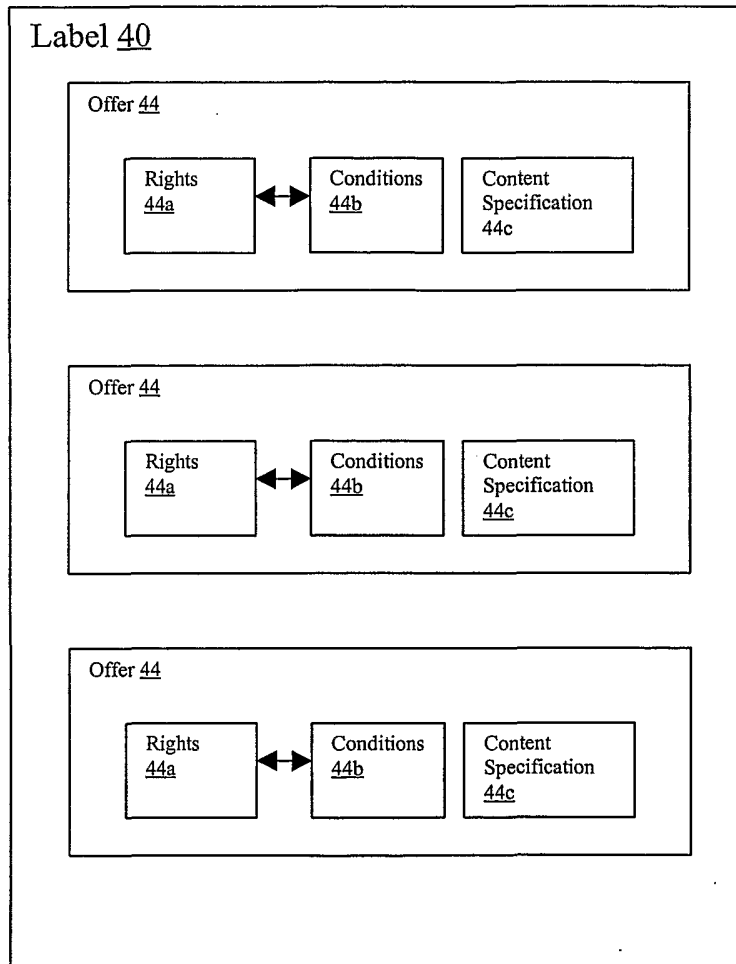 Label 40
Offer 44
Rights
44a
Conditions
44b
Content
Specification
44c
Offer 44
Rights
44a
Conditions
44b
Content
Specification
44c
Offer 44
Rights
44a
Conditions
44b
Content
Specification
44c